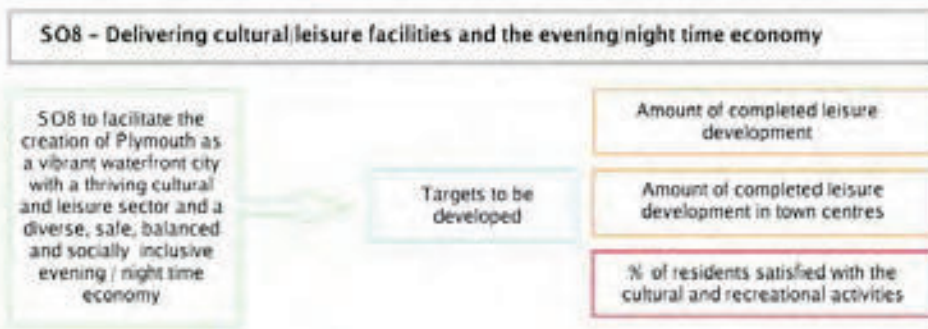 SO8 - Delivering cultural/leisure facilities and the evening/night time economy
SO8 to facilitate the
creation of Plymouth as
a vibrant waterfront city
with a thriving cultural
and leisure sector and a
diverse, safe, balanced
and socially inclusive
evening / night time
economy
Targets to be
developed
Amount of completed leisure
development
Amount of completed leisure
development in town centres
% of residents satisfied with the
cultural and recreational activities